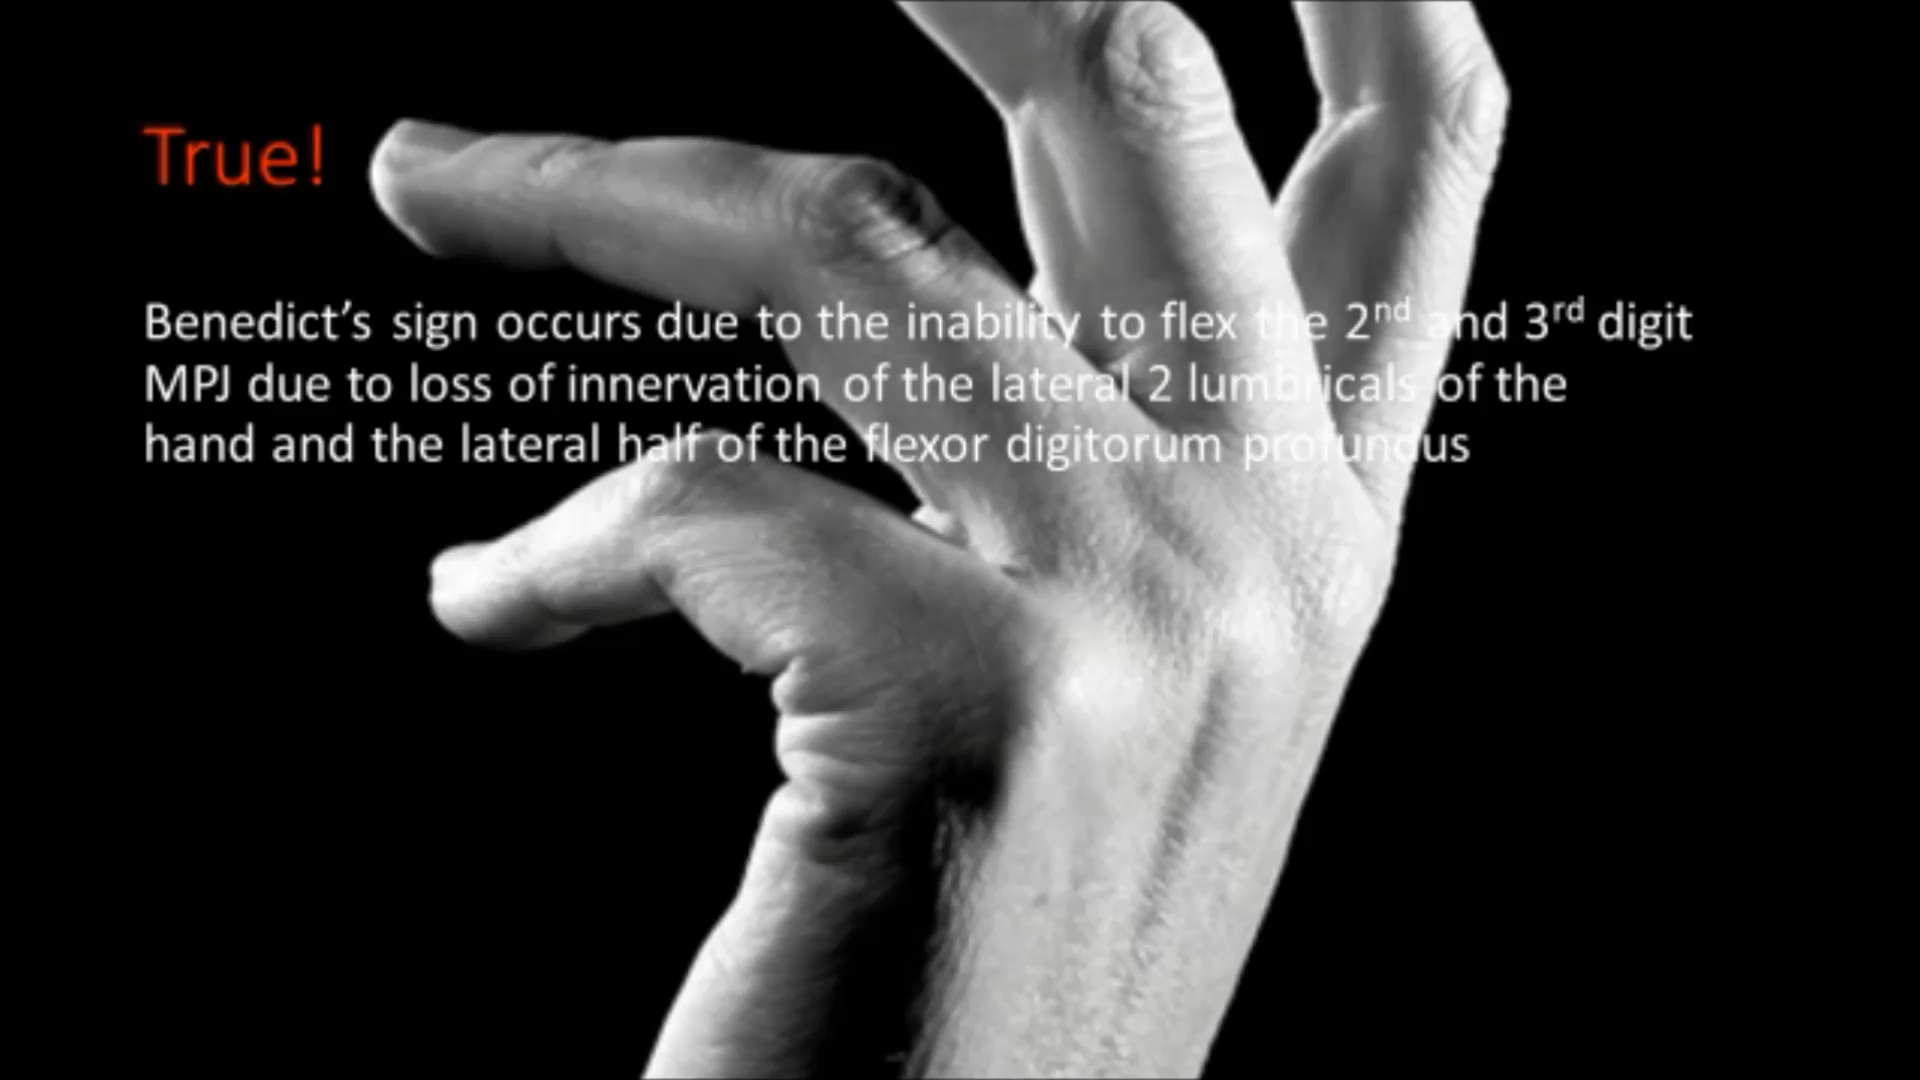 True!
Benedict’s sign occurs due to the inability to flex the 2nd and 3rd digit
MPJ due to loss of innervation of the lateral 2 lumbricals of the
hand and the lateral half of the flexor digitorum profundus